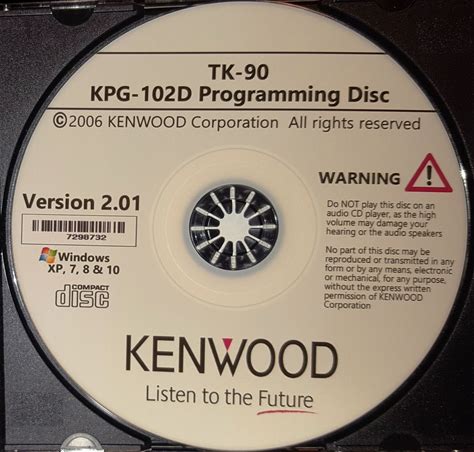 TK-90
KPG-102D Programming Disc
©2006 KENWOOD Corporation All rights reserved
WARNING
Do NOT play this disc on an
audio CD player, as the high
volume may damage your
hearing or the audio speakers
No part of this disc may be
reproduced or transmitted in any
form or by any means, electronic
or mechanical, for any purpose,
without the express written
permission of KENWOOD
Corporation
Version 2.01
7298732
Windows
XP, 7, 8 & 10
COMPACT
disc
KENWOOD
Listen to the Future